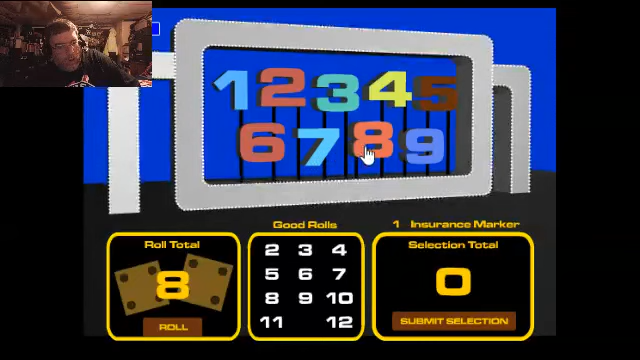 1 2 3 4 5
6 7 8 9
Good Rolls
1 Insurance Marker
Roll Total
8
ROLL
2 3 4
5 6 7
8 9 10
11 12
Selection Total
0
SUBMIT SELECTION